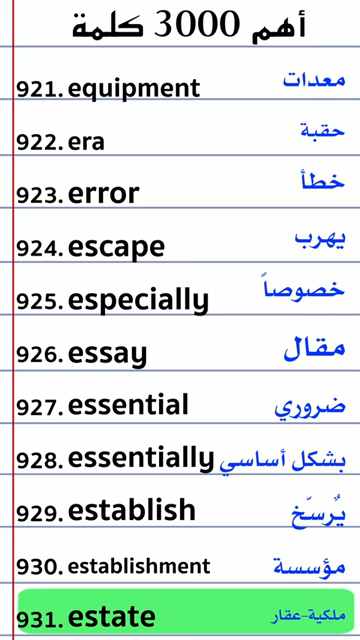 أهم 3000 كلمة
921. equipment معدات
922. era حقبة
923. error خطأ
924. escape يهرب
925. especially خصوصاً
926. essay مقال
927. essential ضروري
928. essentially بشكل أساسي
929. establish يُرسّخ
930. establishment مؤسسة
931. estate ملكية-عقار